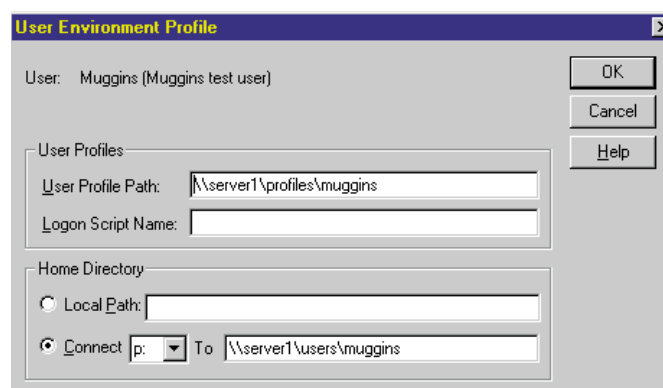 User Environment Profile
User: Muggins (Muggins test user)
OK
Cancel
Help
User Profiles
User Profile Path: \\server1\profiles\muggins
Logon Script Name:
Home Directory
Local Path:
Connect p: To \\server1\users\muggins